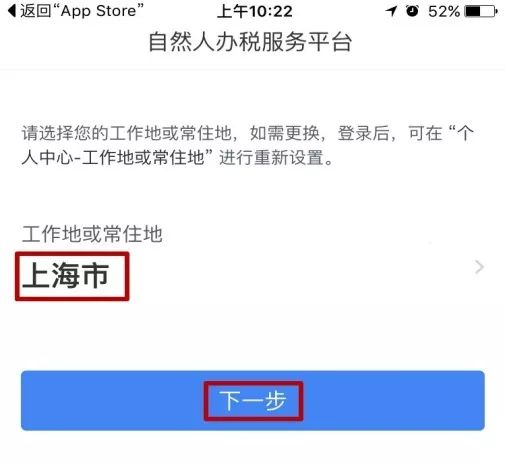 返回“App Store”
上午10:22
52%
自然人办税服务平台
请选择您的工作地或常住地，如需更换，登录后，可在 “个
人中心-工作地或常住地” 进行重新设置。
工作地或常住地
上海市
下一步